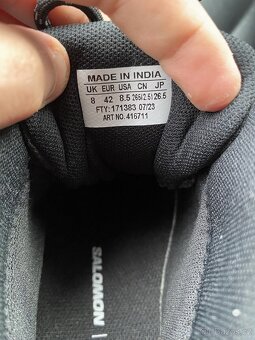 MADE IN INDIA
UK EUR USA CN JP
8 42 8.5 265(2.5) 26.5
FTY: 171383 07/23
ART NO. 416711
SALOMON